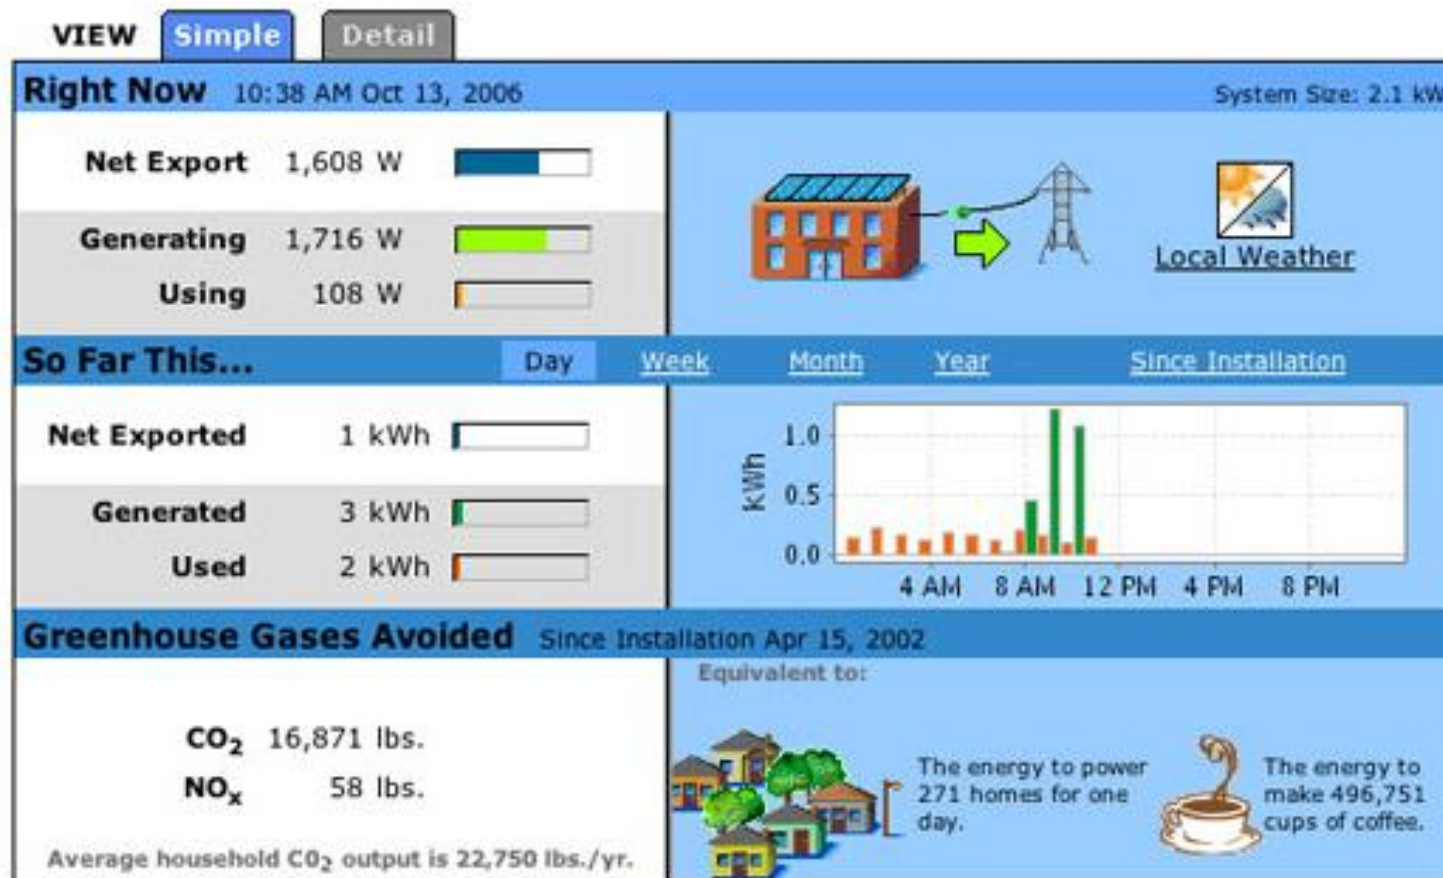 VIEW Simple Detail
Right Now 10:38 AM Oct 13, 2006 System Size: 2.1 kW
Net Export 1,608 W
Generating 1,716 W
Using 108 W
Local Weather
So Far This... Day Week Month Year Since Installation
Net Exported 1 kWh
Generated 3 kWh
Used 2 kWh
kWh
1.0
0.5
0.0
4 AM 8 AM 12 PM 4 PM 8 PM
Greenhouse Gases Avoided Since Installation Apr 15, 2002
CO₂ 16,871 lbs.
NOₓ 58 lbs.
Average household CO₂ output is 22,750 lbs./yr.
Equivalent to:
The energy to power
271 homes for one
day.
The energy to
make 496,751
cups of coffee.